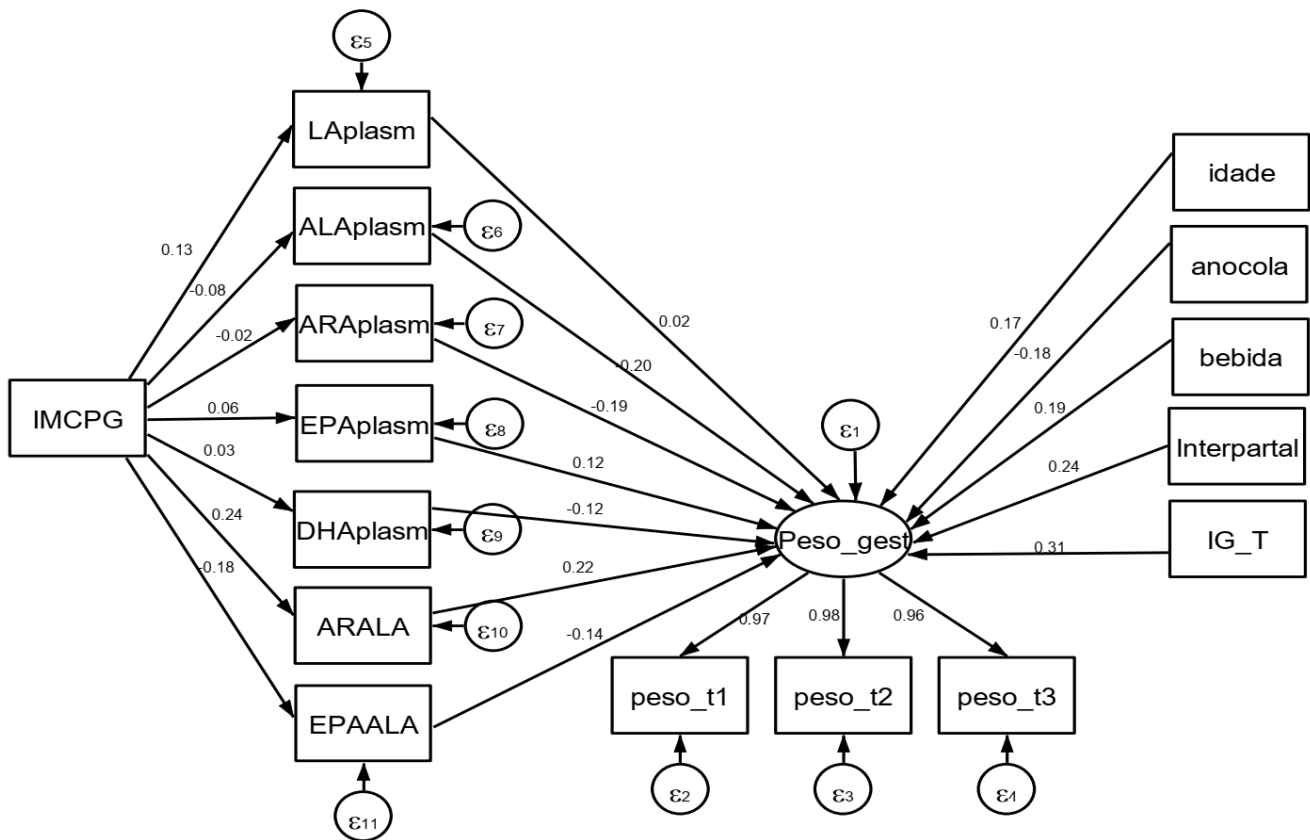 ε5
LAplasm
idade
ALAplasm
ε6
0.13
anocola
-0.08
ARAplasm
ε7
0.02
0.17
-0.02
-0.18
bebida
-0.20
IMCPG
0.06
EPAplasm
ε8
-0.19
0.19
ε1
Interpartal
0.03
0.12
0.24
0.24
DHAplasm
ε9
-0.12
Peso_gest
0.31
IG_T
-0.18
0.22
ARALA
ε10
0.97
0.98
0.96
-0.14
EPAALA
peso_t1
peso_t2
peso_t3
ε11
ε2
ε3
ε4